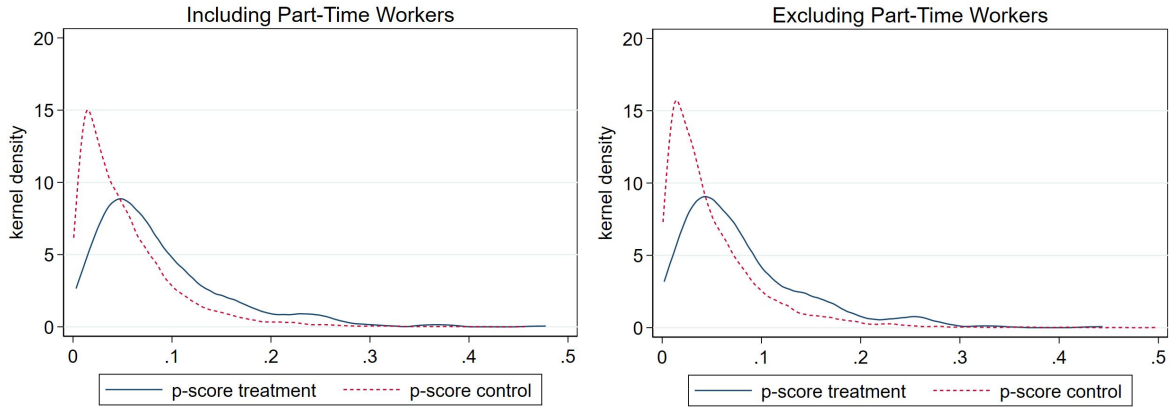 Including Part-Time Workers
20
15
10
5
0
kernel density
0 .1 .2 .3 .4 .5
p-score treatment p-score control
Excluding Part-Time Workers
20
15
10
5
0
kernel density
0 .1 .2 .3 .4 .5
p-score treatment p-score control